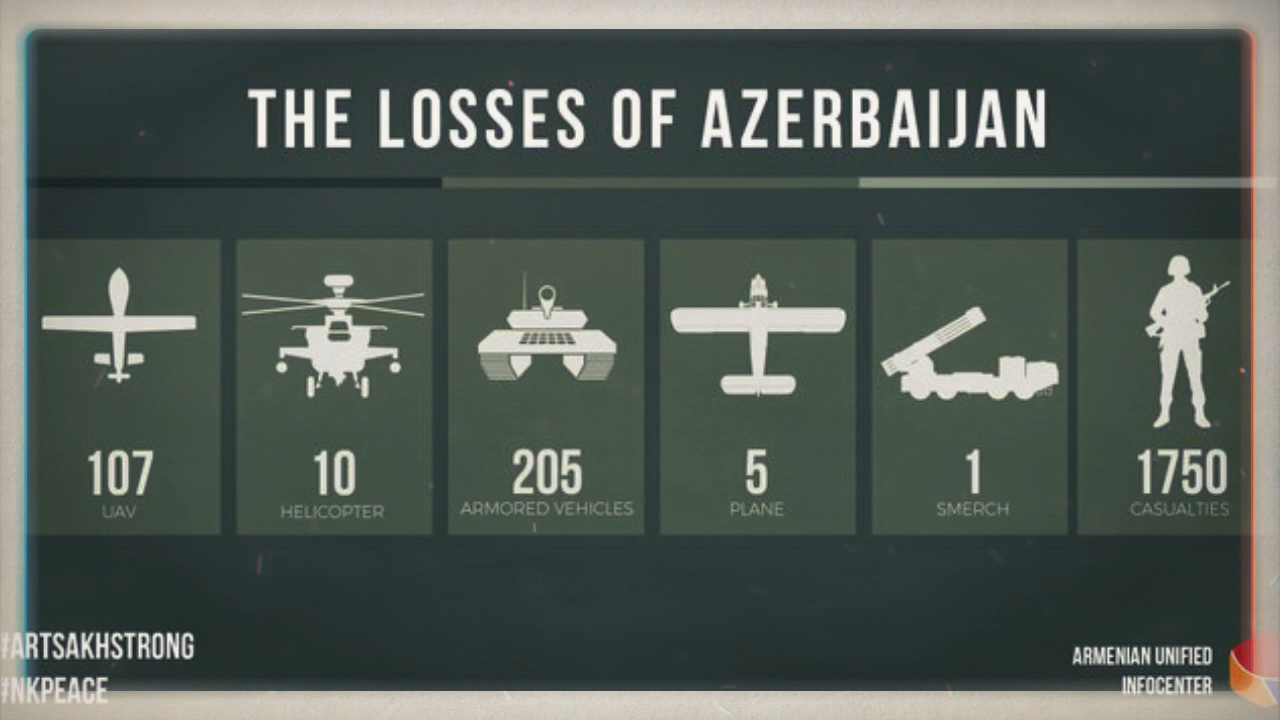 THE LOSSES OF AZERBAIJAN
107
UAV
10
HELICOPTER
205
ARMORED VEHICLES
5
PLANE
1
SMERCH
1750
CASUALTIES
#ARTSAKHSTRONG
#NKPEACE
ARMENIAN UNIFIED
INFOCENTER